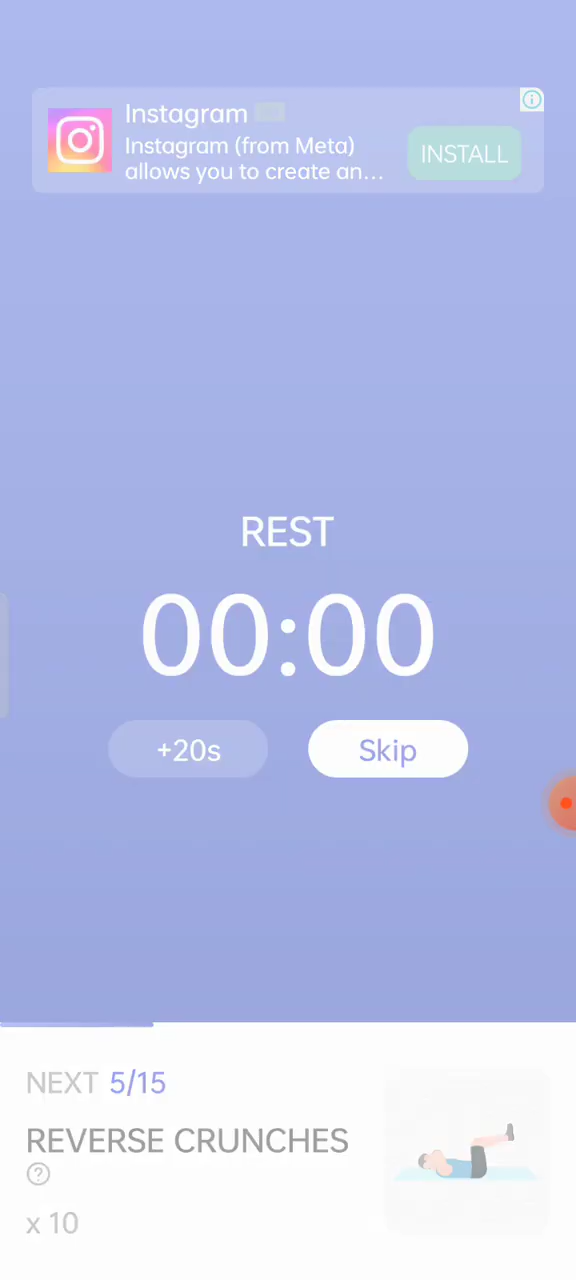 Instagram
Instagram (from Meta)
allows you to create an...
INSTALL
REST
00:00
+20s
Skip
NEXT 5/15
REVERSE CRUNCHES
?
x 10